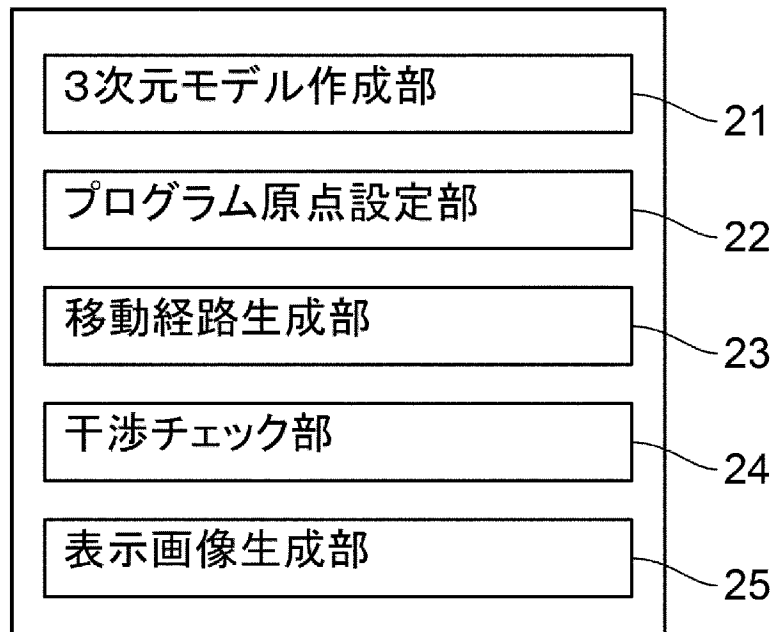 3次元モデル作成部
21
プログラム原点設定部
22
移動経路生成部
23
干渉チェック部
24
表示画像生成部
25